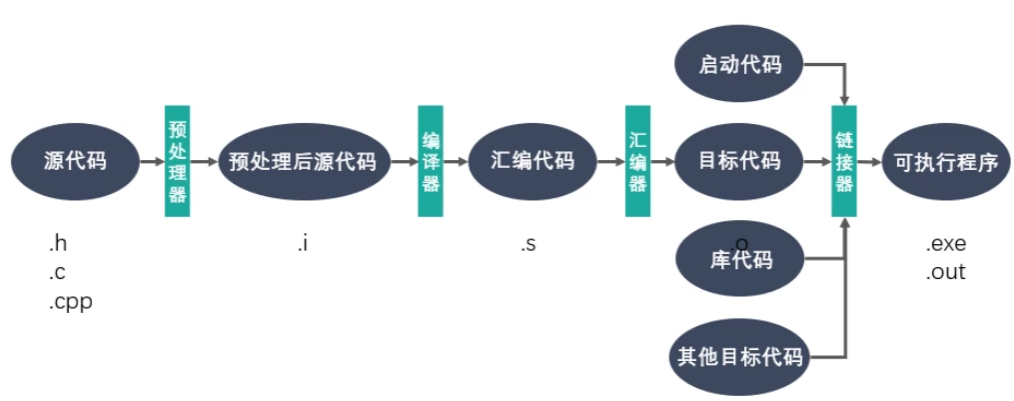 启动代码
源代码
预处理器
预处理后源代码
编译器
汇编代码
汇编器
目标代码
链接器
可执行程序
.h
.c
.cpp
.i
.s
.o
库代码
.exe
.out
其他目标代码